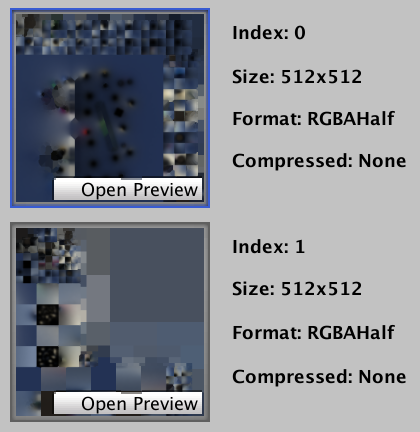 Index: 0
Size: 512x512
Format: RGBAHalf
Compressed: None
Open Preview
Index: 1
Size: 512x512
Format: RGBAHalf
Compressed: None
Open Preview